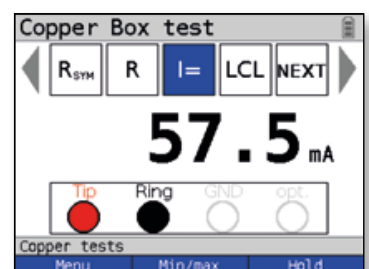 Copper Box test
RSYM R I= LCL NEXT
57.5 mA
Tip Ring GND opt.
Copper tests
Menu Min/max Hold